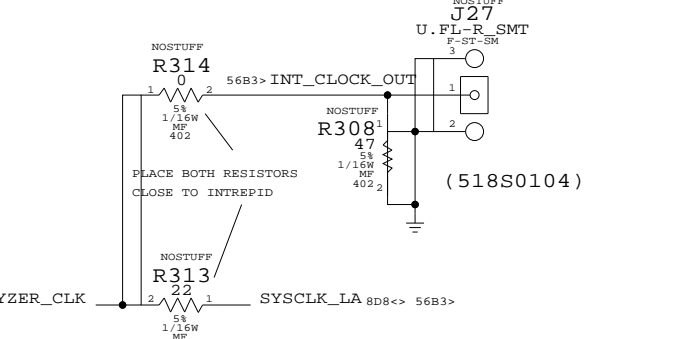 NOSTUFF
J27
U.FL-R_SMT
F-ST-SM
3
NOSTUFF
R314
0
56B3> INT_CLOCK_OUT
1 2
1
5%
1/16W
MF
402
NOSTUFF
R308
1
2
47
5%
1/16W
MF
402
2
PLACE BOTH RESISTORS
CLOSE TO INTREPID
(518S0104)
NOSTUFF
R313
22
YZER_CLK
2 1
SYSCLK_LA 8D8<> 56B3>
5%
1/16W
MF